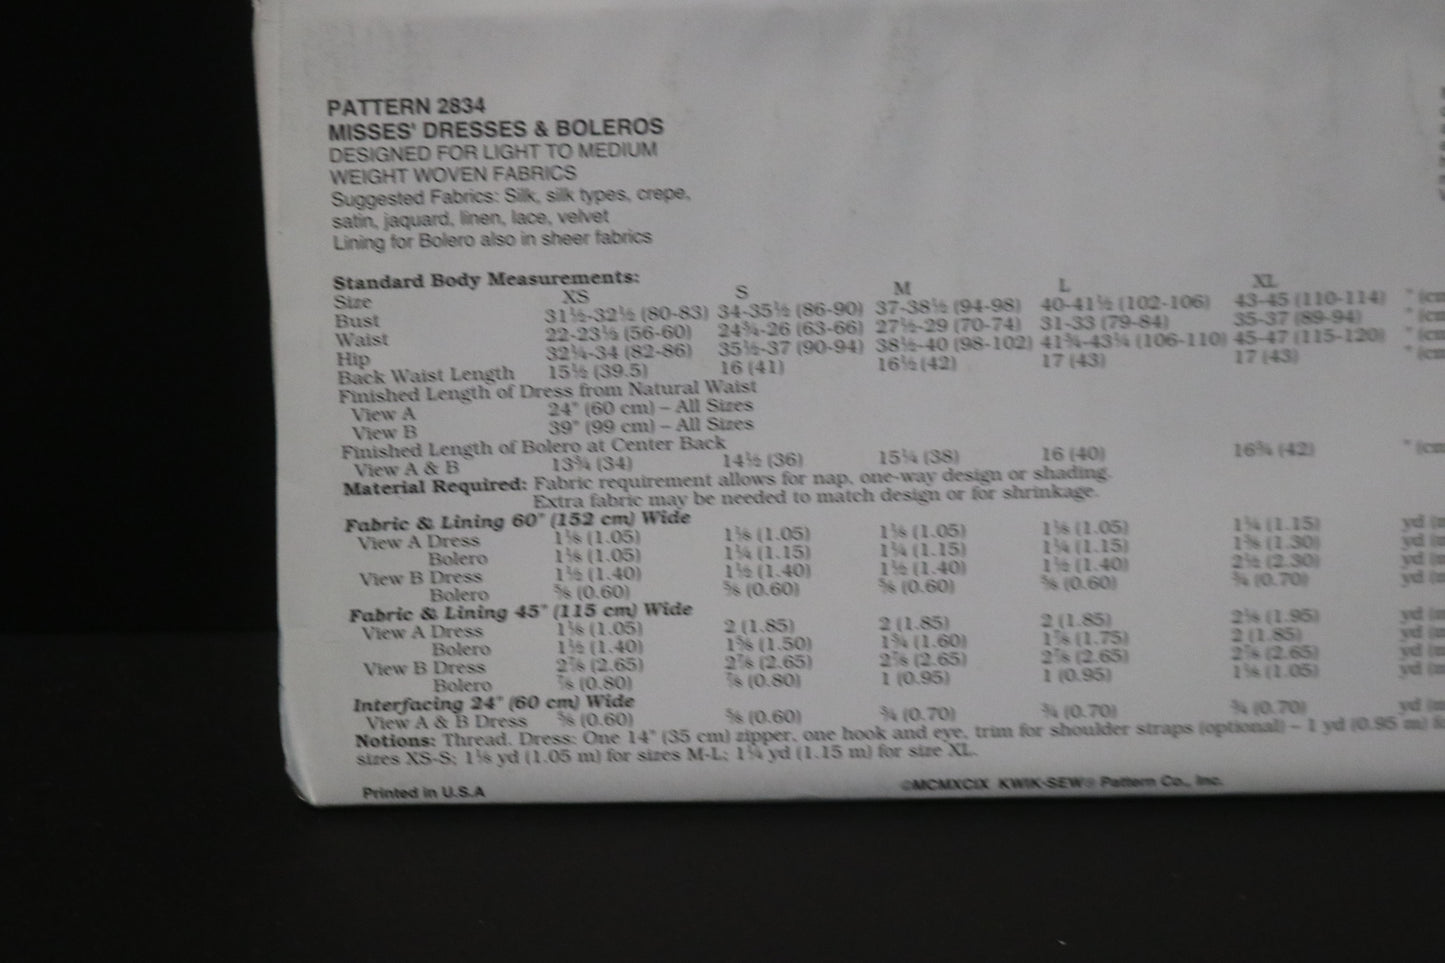 PATTERN 2834
MISSES' DRESSES & BOLEROS
DESIGNED FOR LIGHT TO MEDIUM
WEIGHT WOVEN FABRICS
Suggested Fabrics: Silk, silk types, crepe,
satin, jaquard, linen, lace, velvet
Lining for Bolero also in sheer fabrics
Standard Body Measurements:
Size XS S M L XL
Bust 31½-32½ (80-83) 34-35½ (86-90) 37-38½ (94-98) 40-41½ (102-106) 43-45 (110-114) " (cm
Waist 22-23½ (56-60) 24¾-26 (63-66) 27½-29 (70-74) 31-33 (79-84) 35-37 (89-94) " (cm
Hip 32¼-34 (82-86) 35½-37 (90-94) 38½-40 (98-102) 41¾-43¼ (106-110) 45-47 (115-120) " (cm
Back Waist Length 15½ (39.5) 16 (41) 16½ (42) 17 (43) 17 (43) " (cm
Finished Length of Dress from Natural Waist
View A 24" (60 cm) – All Sizes
View B 39" (99 cm) – All Sizes
Finished Length of Bolero at Center Back
View A & B 13¾ (34) 14½ (36) 15¼ (38) 16 (40) 16¾ (42) " (cm
Material Required: Fabric requirement allows for nap, one-way design or shading.
Extra fabric may be needed to match design or for shrinkage.
Fabric & Lining 60" (152 cm) Wide
View A Dress 1⅛ (1.05) 1⅛ (1.05) 1⅛ (1.05) 1⅛ (1.05) 1¼ (1.15) yd
Bolero 1⅛ (1.05) 1¼ (1.15) 1¼ (1.15) 1¼ (1.15) 1⅜ (1.30) yd
View B Dress 1½ (1.40) 1½ (1.40) 1½ (1.40) 1½ (1.40) 2½ (2.30) yd
Bolero ⅝ (0.60) ⅝ (0.60) ⅝ (0.60) ⅝ (0.60) ¾ (0.70) yd
Fabric & Lining 45" (115 cm) Wide
View A Dress 1⅛ (1.05) 2 (1.85) 2 (1.85) 2 (1.85) 2⅛ (1.95) yd
Bolero 1½ (1.40) 1⅝ (1.50) 1¾ (1.60) 1⅞ (1.75) 2 (1.85) yd
View B Dress 2⅞ (2.65) 2⅞ (2.65) 2⅞ (2.65) 2⅞ (2.65) 2⅞ (2.65) yd
Bolero ⅞ (0.80) ⅞ (0.80) 1 (0.95) 1 (0.95) 1⅛ (1.05) yd
Interfacing 24" (60 cm) Wide
View A & B Dress ⅝ (0.60) ⅝ (0.60) ¾ (0.70) ¾ (0.70) ¾ (0.70) yd
Notions: Thread. Dress: One 14" (35 cm) zipper, one hook and eye, trim for shoulder straps (optional) – 1 yd (0.95 m)
sizes XS-S; 1⅛ yd (1.05 m) for sizes M-L; 1¼ yd (1.15 m) for size XL.
Printed in U.S.A
©MCMXCIX KWIK·SEW® Pattern Co., Inc.